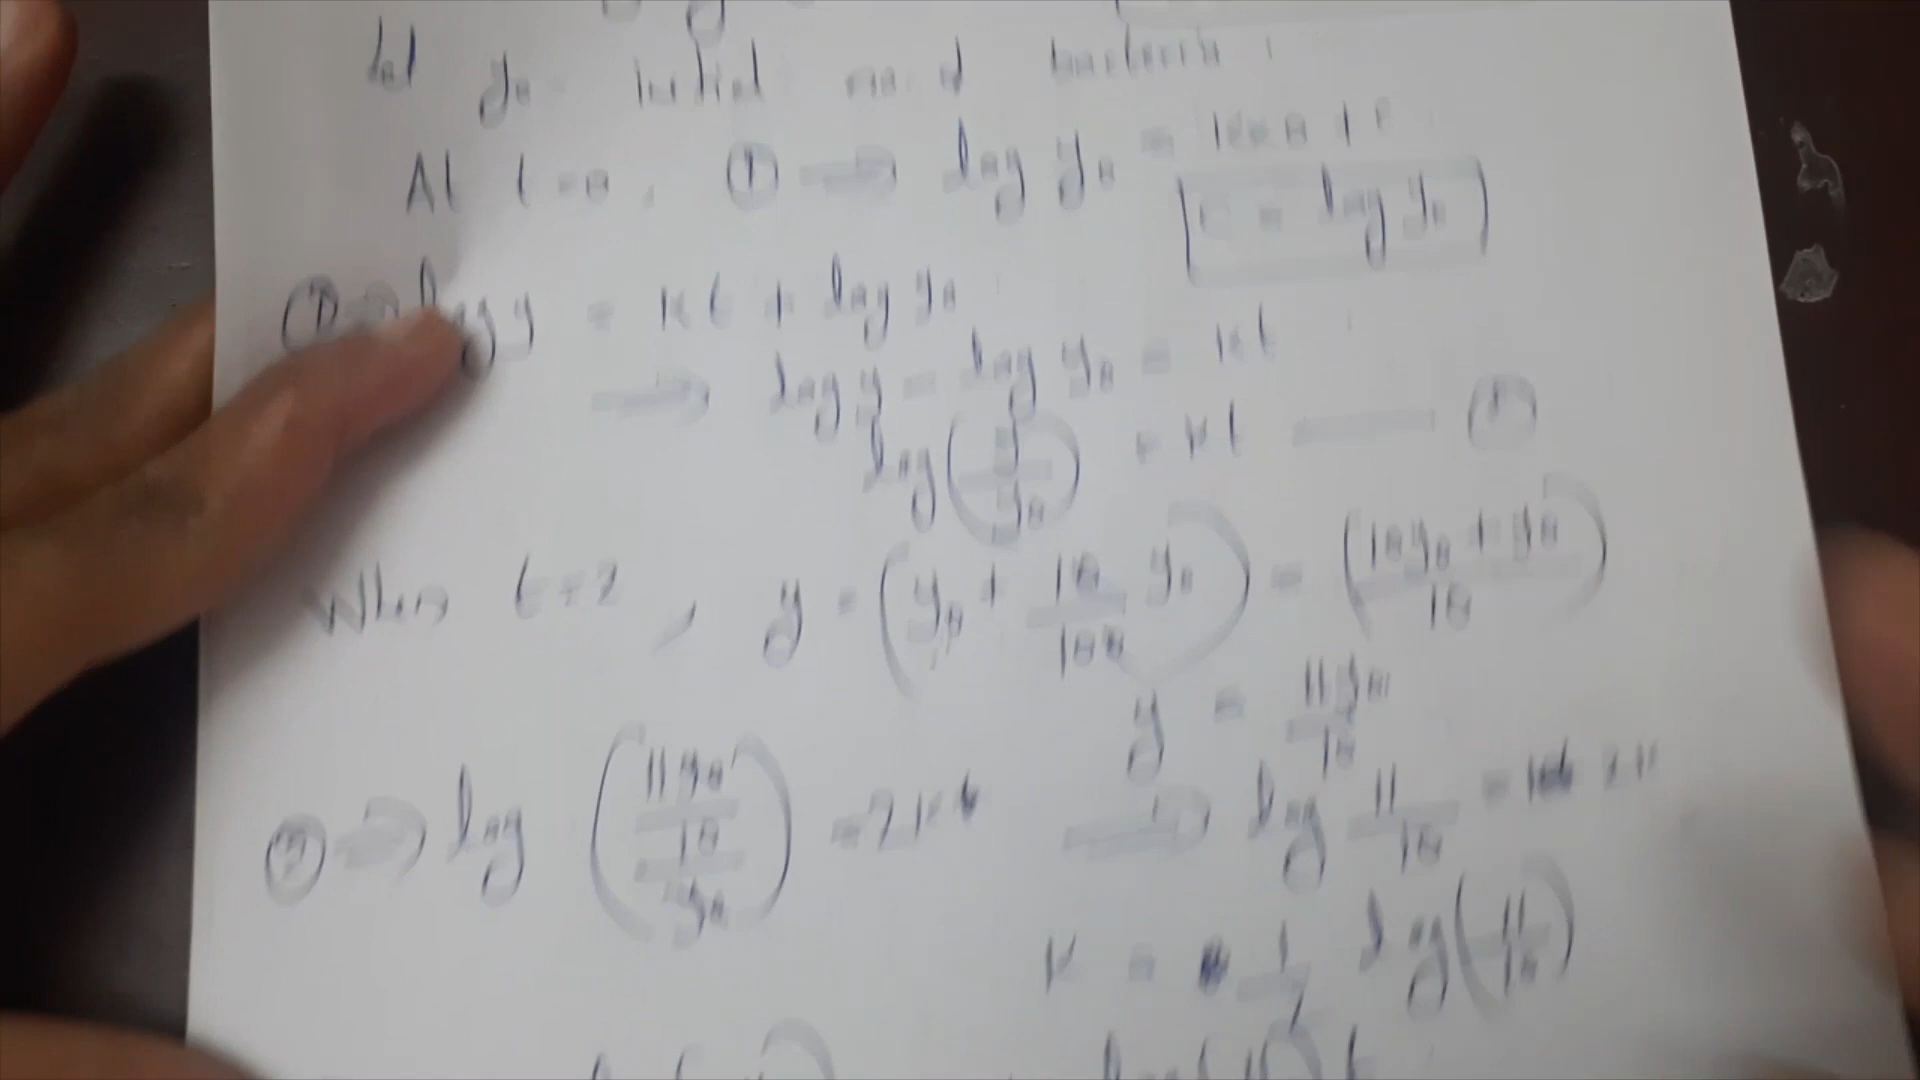 Let y₀ initial no. of bacteria.
At t=0, ① ⟹ log y₀ = K×0 + C
C = log y₀
① ⟹ log y = Kt + log y₀
⟹ log y − log y₀ = Kt
log(y/y₀) = Kt —— ②
When t=2, y = (y₀ + 10/100 y₀) = (10y₀ + y₀)/10
y = 11y₀/10
② ⟹ log((11y₀/10)/y₀) = 2K ⟹ log 11/10 = 2K
K = 1/2 log(11/10)